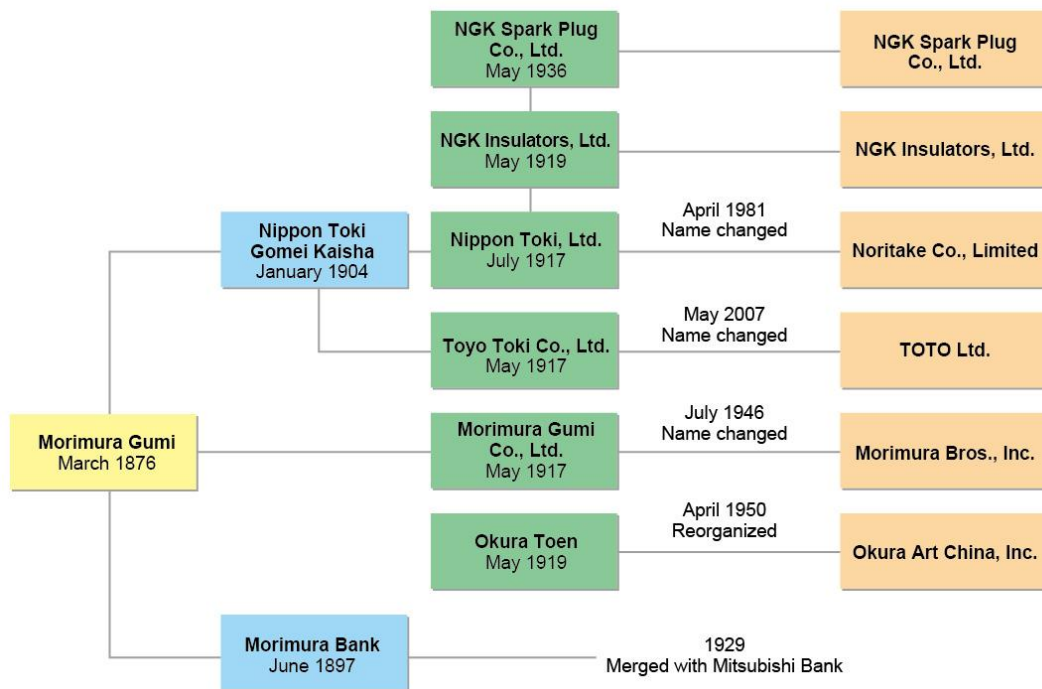 NGK Spark Plug
Co., Ltd.
May 1936
NGK Spark Plug
Co., Ltd.
NGK Insulators, Ltd.
May 1919
NGK Insulators, Ltd.
Nippon Toki
Gomei Kaisha
January 1904
Nippon Toki, Ltd.
July 1917
April 1981
Name changed
Noritake Co., Limited
Toyo Toki Co., Ltd.
May 1917
May 2007
Name changed
TOTO Ltd.
Morimura Gumi
March 1876
Morimura Gumi
Co., Ltd.
May 1917
July 1946
Name changed
Morimura Bros., Inc.
Okura Toen
May 1919
April 1950
Reorganized
Okura Art China, Inc.
Morimura Bank
June 1897
1929
Merged with Mitsubishi Bank